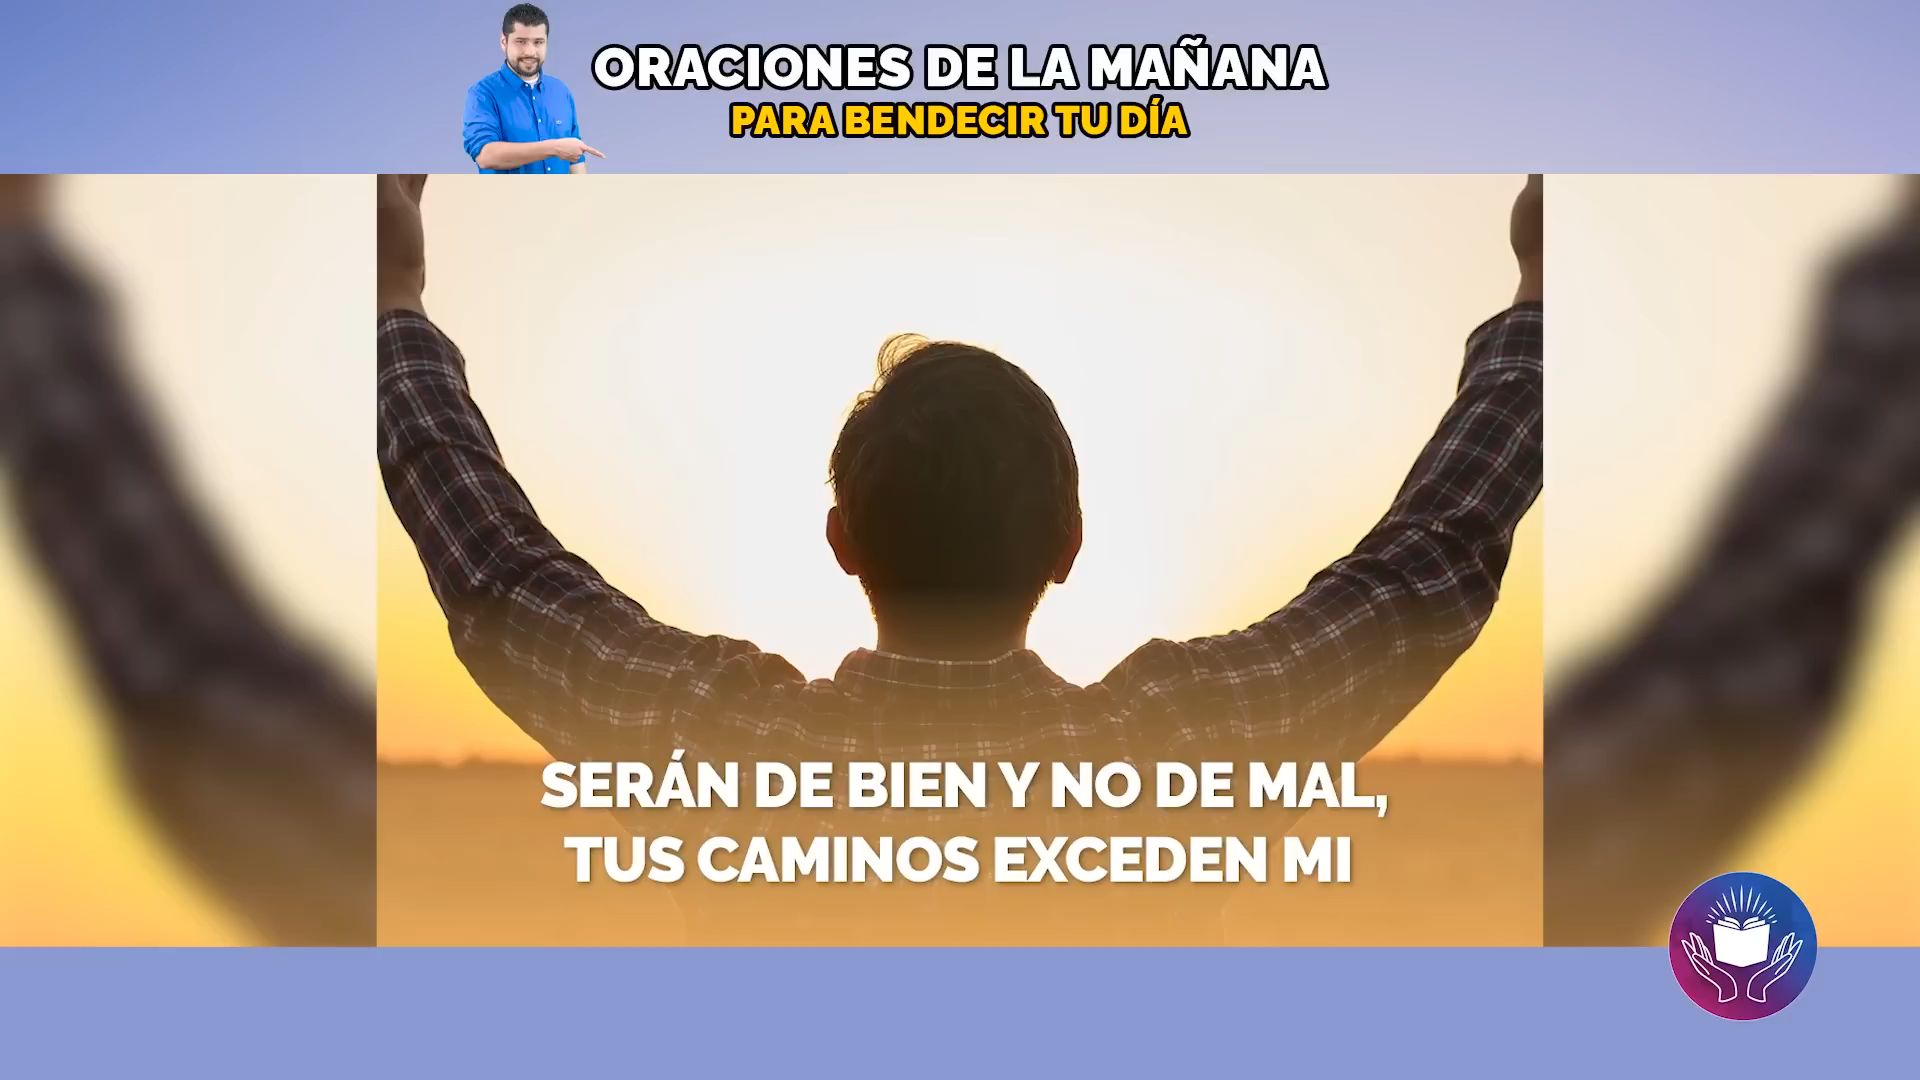 ORACIONES DE LA MAÑANA
PARA BENDECIR TU DÍA
SERÁN DE BIEN Y NO DE MAL,
TUS CAMINOS EXCEDEN MI